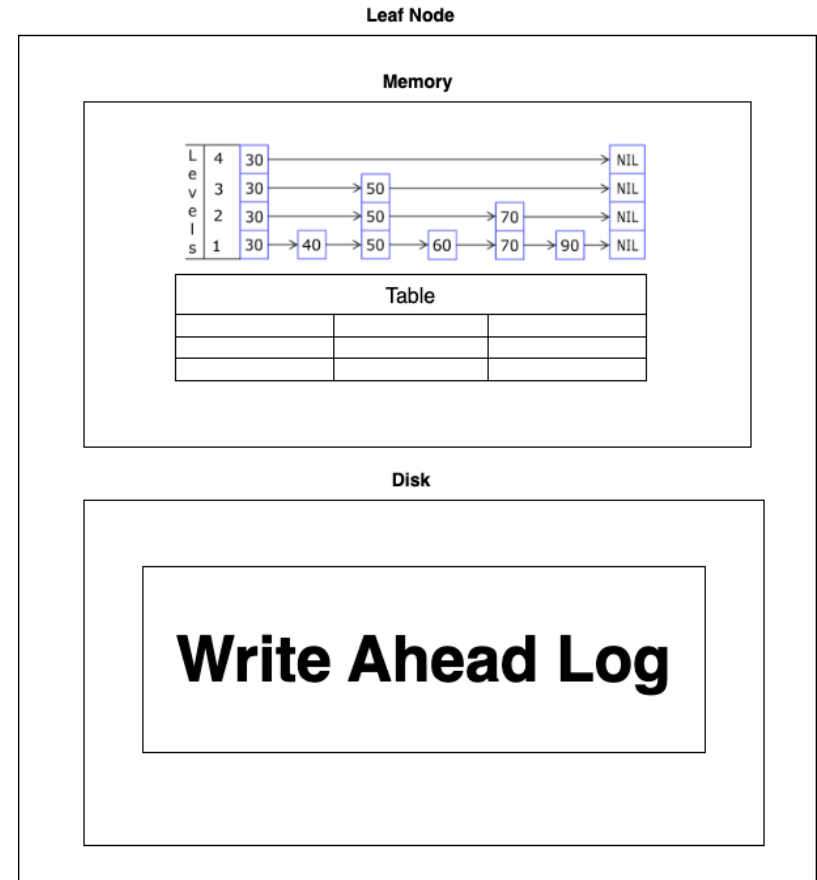 Leaf Node
Memory
Levels
4 30 NIL
3 30 50 NIL
2 30 50 70 NIL
1 30 40 50 60 70 90 NIL
Table
Disk
Write Ahead Log